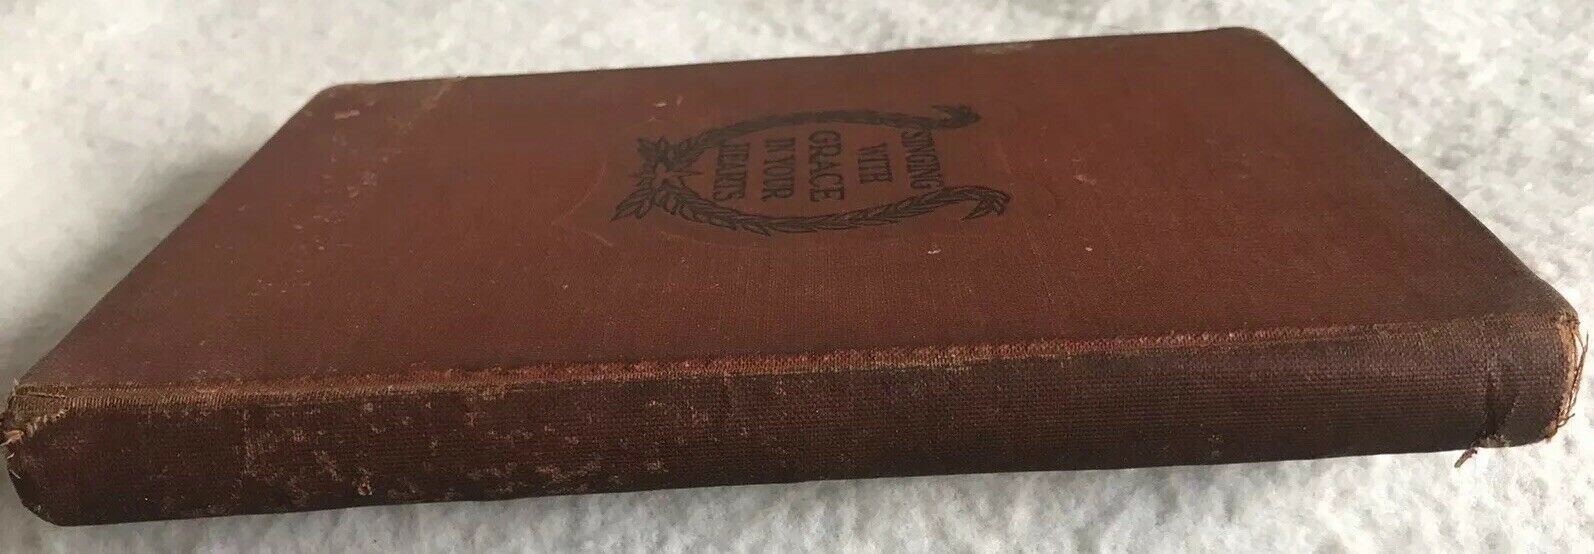 SINGING
WITH
GRACE
IN YOUR
HEARTS